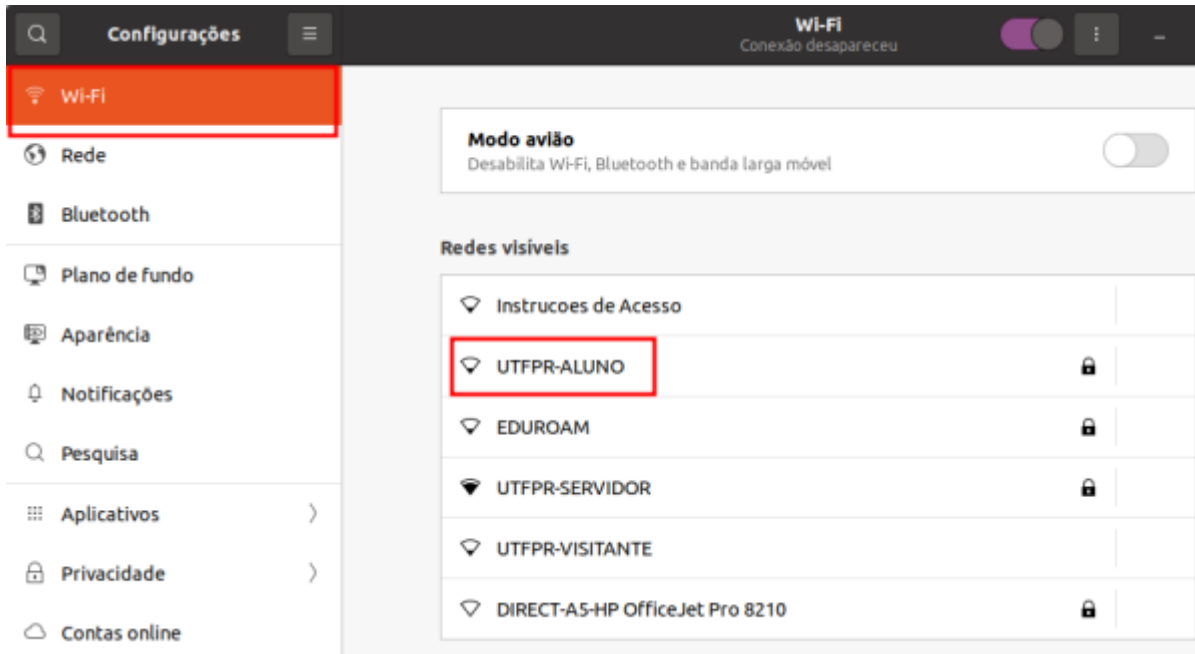 Configurações
Wi-Fi
Conexão desapareceu
Wi-Fi
Rede
Bluetooth
Plano de fundo
Aparência
Notificações
Pesquisa
Aplicativos
Privacidade
Contas online
Modo avião
Desabilita Wi-Fi, Bluetooth e banda larga móvel
Redes visíveis
Instrucoes de Acesso
UTFPR-ALUNO
EDUROAM
UTFPR-SERVIDOR
UTFPR-VISITANTE
DIRECT-A5-HP OfficeJet Pro 8210